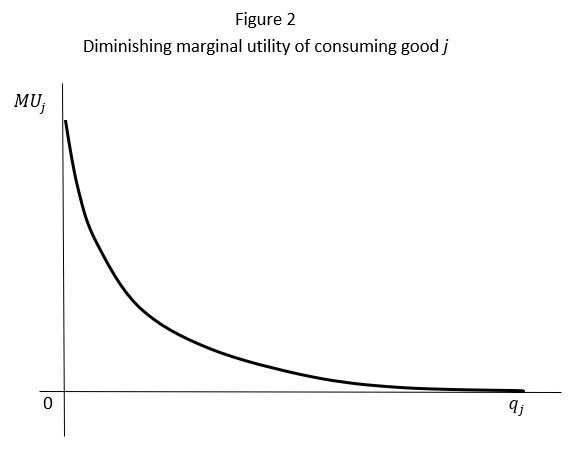 Figure 2
Diminishing marginal utility of consuming good j
MUj
0
qj